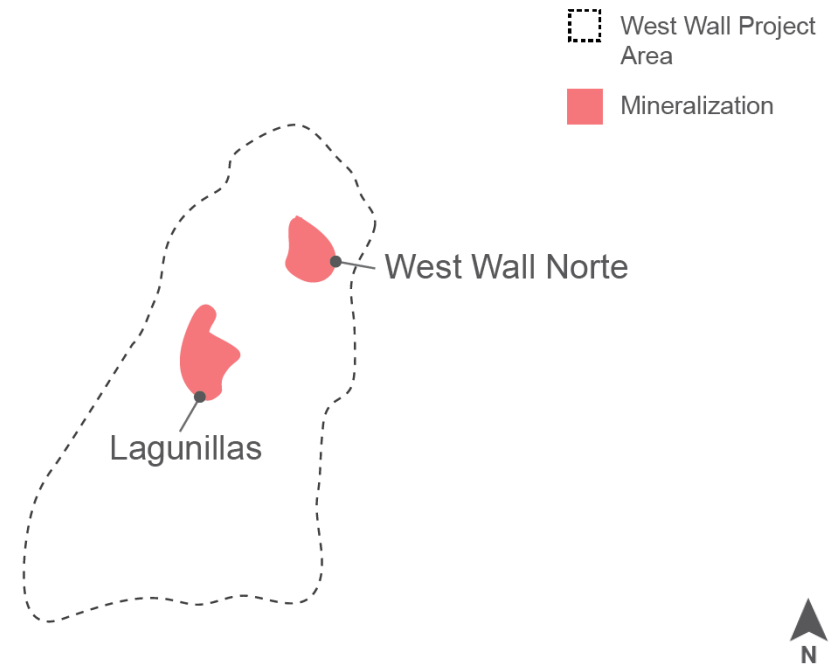 West Wall Project
Area
Mineralization
West Wall Norte
Lagunillas
N